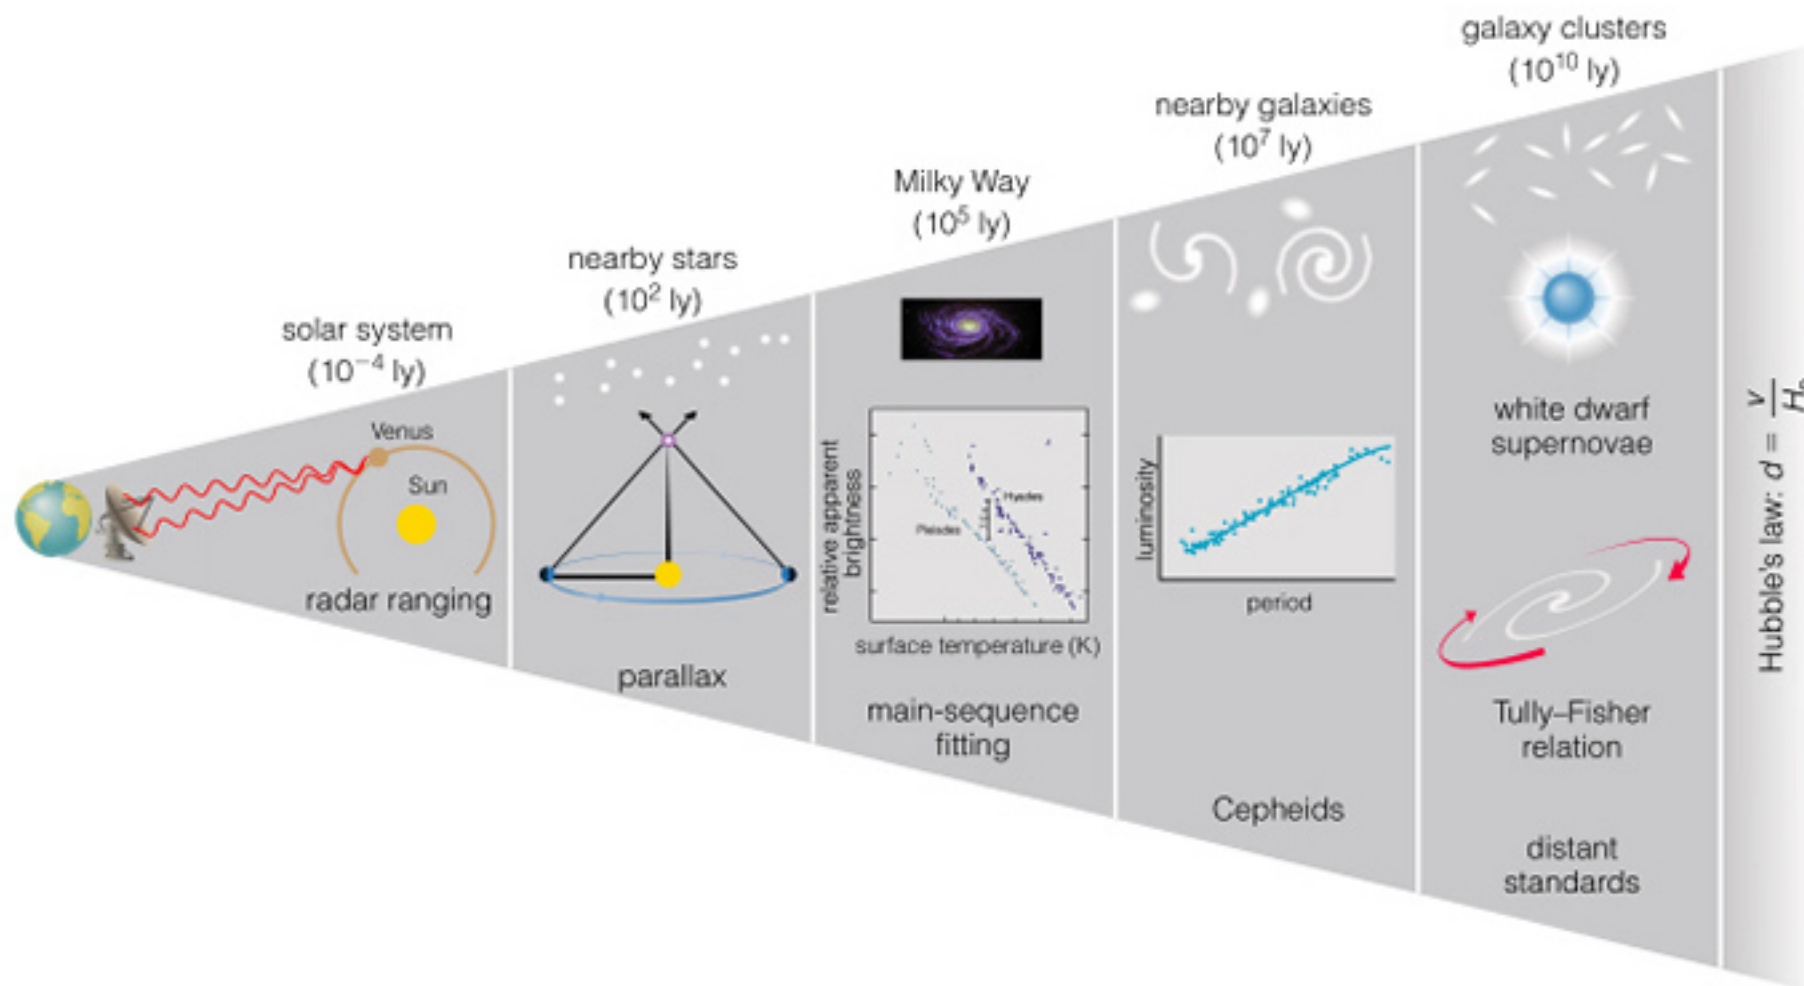 solar system
(10⁻⁴ ly)
Venus
Sun
radar ranging
nearby stars
(10² ly)
parallax
Milky Way
(10⁵ ly)
relative apparent
brightness
Hyades
Pleiades
surface temperature (K)
main-sequence
fitting
nearby galaxies
(10⁷ ly)
luminosity
period
Cepheids
galaxy clusters
(10¹⁰ ly)
white dwarf
supernovae
Tully–Fisher
relation
distant
standards
Hubble's law: d = v/H